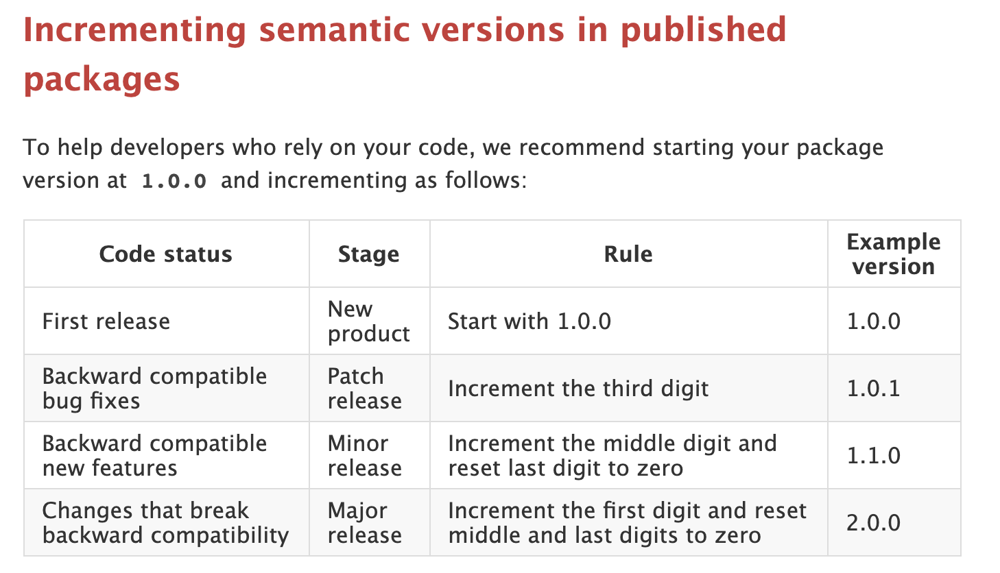 Incrementing semantic versions in published
packages
To help developers who rely on your code, we recommend starting your package
version at 1.0.0 and incrementing as follows:
Code status
Stage
Rule
Example
version
First release
New
product
Start with 1.0.0
1.0.0
Backward compatible
bug fixes
Patch
release
Increment the third digit
1.0.1
Backward compatible
new features
Minor
release
Increment the middle digit and
reset last digit to zero
1.1.0
Changes that break
backward compatibility
Major
release
Increment the first digit and reset
middle and last digits to zero
2.0.0